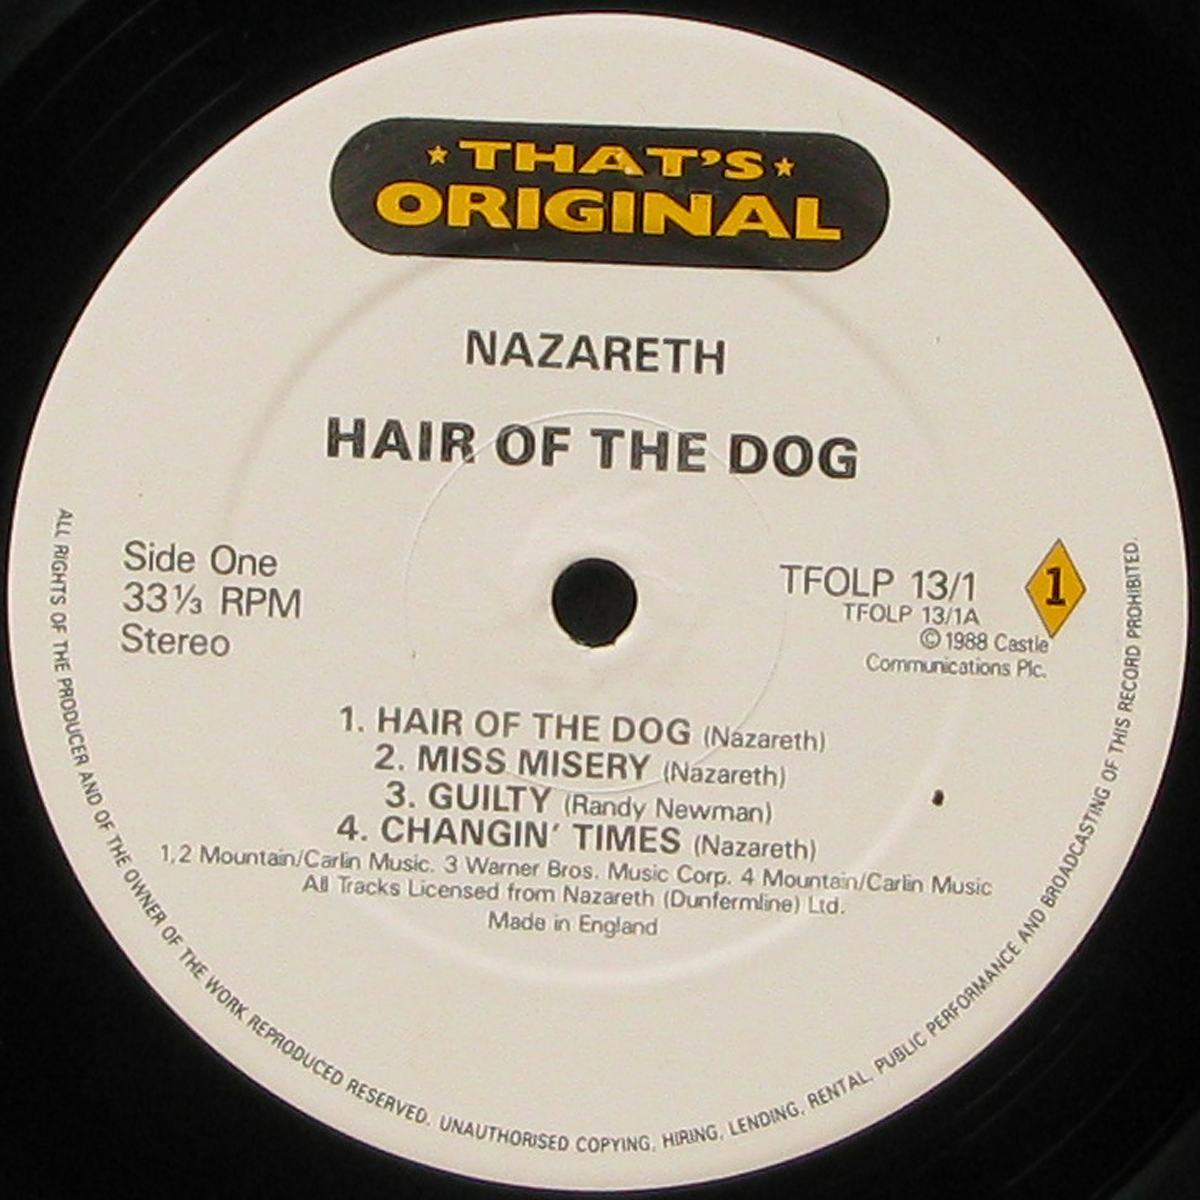 THAT'S
ORIGINAL
NAZARETH
HAIR OF THE DOG
Side One
33⅓ RPM
Stereo
TFOLP 13/1
TFOLP 13/1A
© 1988 Castle
Communications Plc.
1
1. HAIR OF THE DOG (Nazareth)
2. MISS MISERY (Nazareth)
3. GUILTY (Randy Newman)
4. CHANGIN' TIMES (Nazareth)
1,2 Mountain/Carlin Music. 3 Warner Bros. Music Corp. 4 Mountain/Carlin Music
All Tracks Licensed from Nazareth (Dunfermline) Ltd.
Made in England
ALL RIGHTS OF THE PRODUCER AND OF THE OWNER OF THE WORK REPRODUCED RESERVED. UNAUTHORISED COPYING, HIRING, LENDING, RENTAL, PUBLIC PERFORMANCE AND BROADCASTING OF THIS RECORD PROHIBITED.